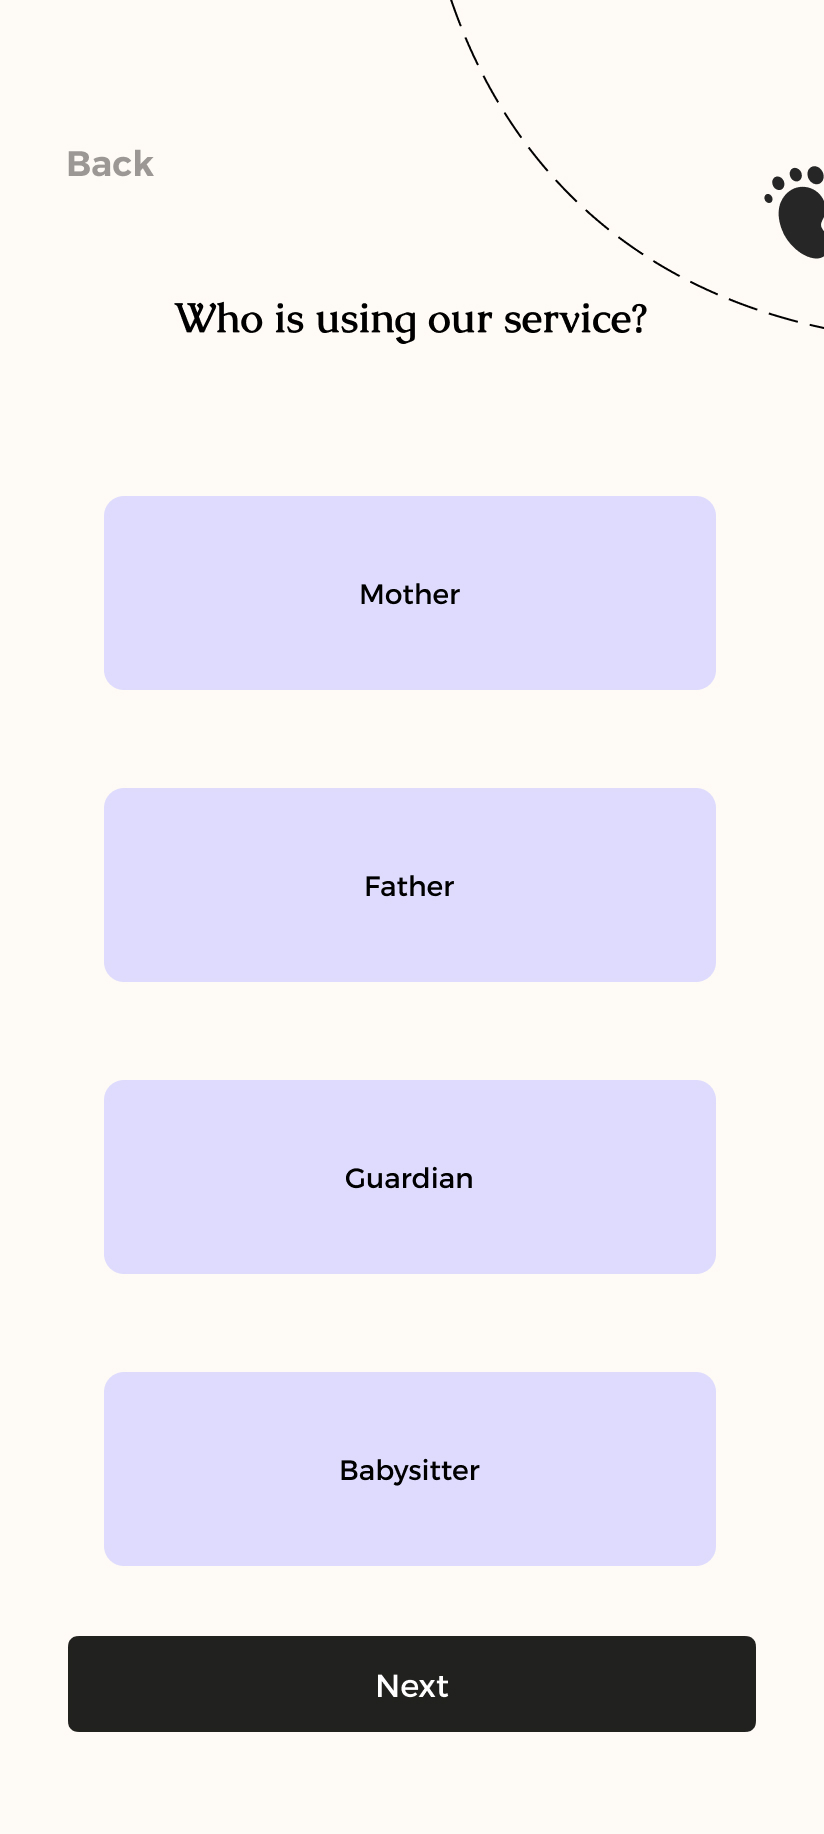 Back
Who is using our service?
Mother
Father
Guardian
Babysitter
Next